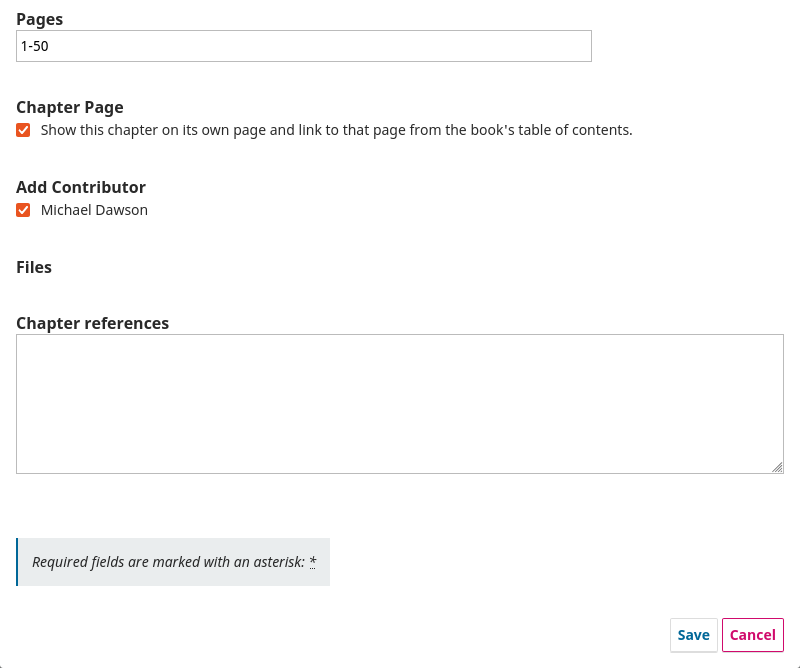 Pages
1-50
Chapter Page
Show this chapter on its own page and link to that page from the book's table of contents.
Add Contributor
Michael Dawson
Files
Chapter references
Required fields are marked with an asterisk: *
Save Cancel